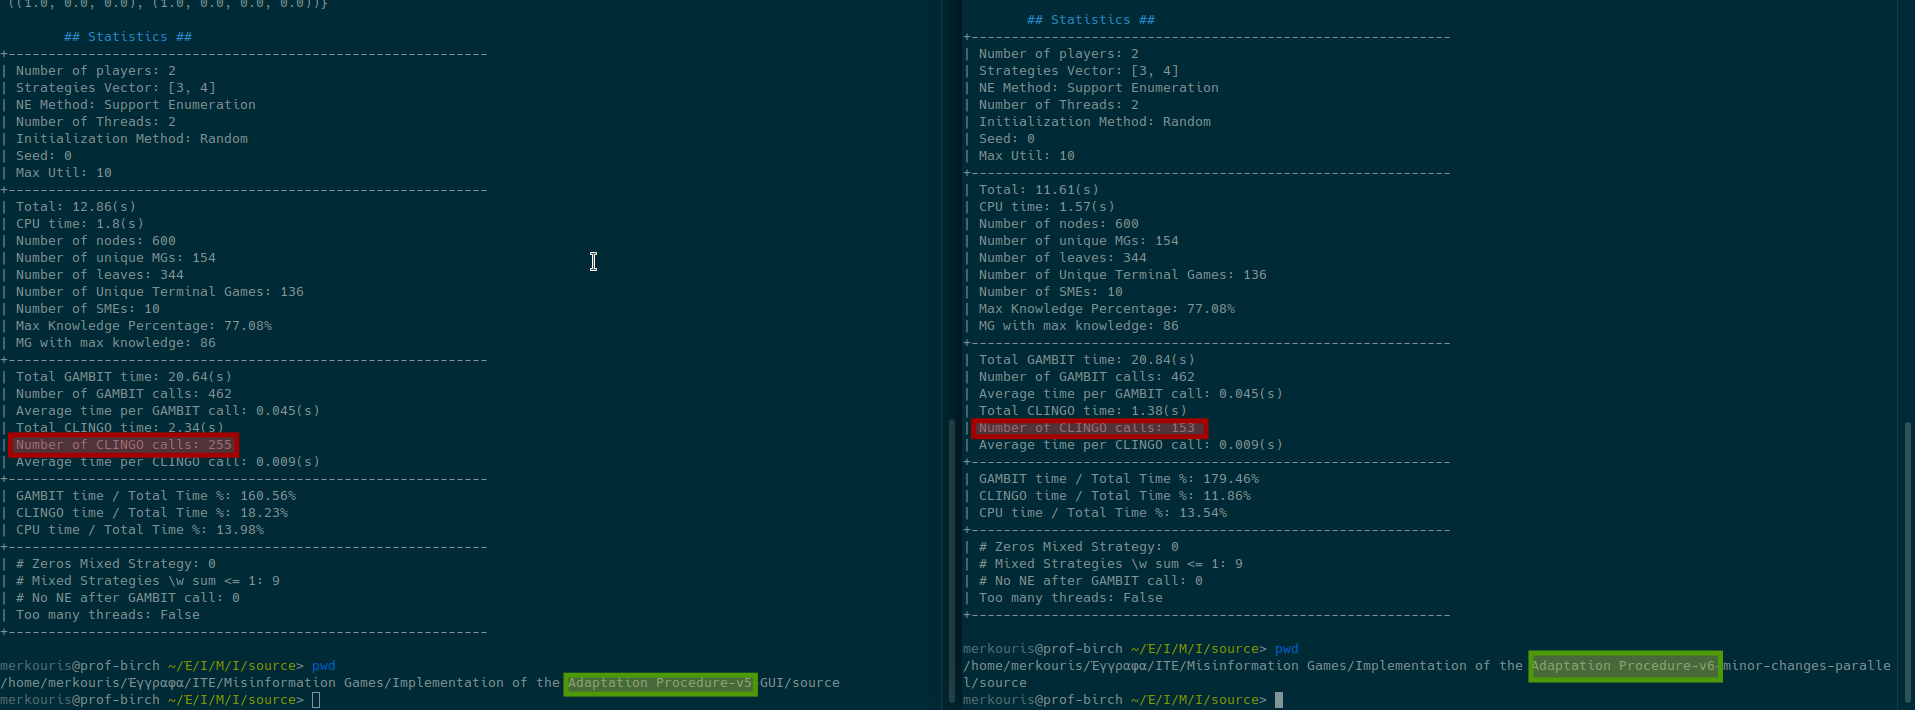 ((1.0, 0.0, 0.0), (1.0, 0.0, 0.0, 0.0))}
## Statistics ##
+------------------------------------------------------------
| Number of players: 2
| Strategies Vector: [3, 4]
| NE Method: Support Enumeration
| Number of Threads: 2
| Initialization Method: Random
| Seed: 0
| Max Util: 10
+------------------------------------------------------------
| Total: 12.86(s)
| CPU time: 1.8(s)
| Number of nodes: 600
| Number of unique MGs: 154
| Number of leaves: 344
| Number of Unique Terminal Games: 136
| Number of SMEs: 10
| Max Knowledge Percentage: 77.08%
| MG with max knowledge: 86
+------------------------------------------------------------
| Total GAMBIT time: 20.64(s)
| Number of GAMBIT calls: 462
| Average time per GAMBIT call: 0.045(s)
| Total CLINGO time: 2.34(s)
| Number of CLINGO calls: 255
| Average time per CLINGO call: 0.009(s)
+------------------------------------------------------------
| GAMBIT time / Total Time %: 160.56%
| CLINGO time / Total Time %: 18.23%
| CPU time / Total Time %: 13.98%
+------------------------------------------------------------
| # Zeros Mixed Strategy: 0
| # Mixed Strategies \w sum <= 1: 9
| # No NE after GAMBIT call: 0
| Too many threads: False
+------------------------------------------------------------
merkouris@prof-birch ~/Έ/I/M/I/source> pwd
/home/merkouris/Έγγραφα/ITE/Misinformation Games/Implementation of the Adaptation Procedure-v5-GUI/source
merkouris@prof-birch ~/Έ/I/M/I/source>
## Statistics ##
+------------------------------------------------------------
| Number of players: 2
| Strategies Vector: [3, 4]
| NE Method: Support Enumeration
| Number of Threads: 2
| Initialization Method: Random
| Seed: 0
| Max Util: 10
+------------------------------------------------------------
| Total: 11.61(s)
| CPU time: 1.57(s)
| Number of nodes: 600
| Number of unique MGs: 154
| Number of leaves: 344
| Number of Unique Terminal Games: 136
| Number of SMEs: 10
| Max Knowledge Percentage: 77.08%
| MG with max knowledge: 86
+------------------------------------------------------------
| Total GAMBIT time: 20.84(s)
| Number of GAMBIT calls: 462
| Average time per GAMBIT call: 0.045(s)
| Total CLINGO time: 1.38(s)
| Number of CLINGO calls: 153
| Average time per CLINGO call: 0.009(s)
+------------------------------------------------------------
| GAMBIT time / Total Time %: 179.46%
| CLINGO time / Total Time %: 11.86%
| CPU time / Total Time %: 13.54%
+------------------------------------------------------------
| # Zeros Mixed Strategy: 0
| # Mixed Strategies \w sum <= 1: 9
| # No NE after GAMBIT call: 0
| Too many threads: False
+------------------------------------------------------------
merkouris@prof-birch ~/Έ/I/M/I/source> pwd
/home/merkouris/Έγγραφα/ITE/Misinformation Games/Implementation of the Adaptation Procedure-v6-minor-changes-paralle
l/source
merkouris@prof-birch ~/Έ/I/M/I/source>